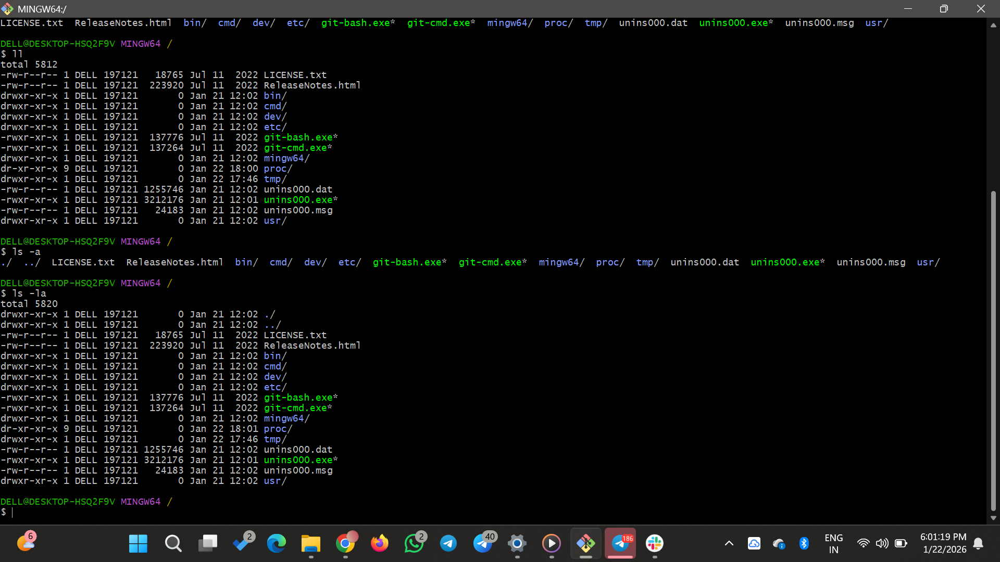 MINGW64:/
LICENSE.txt  ReleaseNotes.html  bin/  cmd/  dev/  etc/  git-bash.exe*  git-cmd.exe*  mingw64/  proc/  tmp/  unins000.dat  unins000.exe*  unins000.msg  usr/
DELL@DESKTOP-HSQ2F9V MINGW64 /
$ ll
total 5812
-rw-r--r-- 1 DELL 197121   18765 Jul 11  2022 LICENSE.txt
-rw-r--r-- 1 DELL 197121  223920 Jul 11  2022 ReleaseNotes.html
drwxr-xr-x 1 DELL 197121       0 Jan 21 12:02 bin/
drwxr-xr-x 1 DELL 197121       0 Jan 21 12:02 cmd/
drwxr-xr-x 1 DELL 197121       0 Jan 21 12:02 dev/
drwxr-xr-x 1 DELL 197121       0 Jan 21 12:02 etc/
-rwxr-xr-x 1 DELL 197121  137776 Jul 11  2022 git-bash.exe*
-rwxr-xr-x 1 DELL 197121  137264 Jul 11  2022 git-cmd.exe*
drwxr-xr-x 1 DELL 197121       0 Jan 21 12:02 mingw64/
dr-xr-xr-x 9 DELL 197121       0 Jan 22 18:00 proc/
drwxr-xr-x 1 DELL 197121       0 Jan 22 17:46 tmp/
-rw-r--r-- 1 DELL 197121 1255746 Jan 21 12:02 unins000.dat
-rwxr-xr-x 1 DELL 197121 3212176 Jan 21 12:01 unins000.exe*
-rw-r--r-- 1 DELL 197121   24183 Jan 21 12:02 unins000.msg
drwxr-xr-x 1 DELL 197121       0 Jan 21 12:02 usr/
DELL@DESKTOP-HSQ2F9V MINGW64 /
$ ls -a
./  ../  LICENSE.txt  ReleaseNotes.html  bin/  cmd/  dev/  etc/  git-bash.exe*  git-cmd.exe*  mingw64/  proc/  tmp/  unins000.dat  unins000.exe*  unins000.msg  usr/
DELL@DESKTOP-HSQ2F9V MINGW64 /
$ ls -la
total 5820
drwxr-xr-x 1 DELL 197121       0 Jan 21 12:02 ./
drwxr-xr-x 1 DELL 197121       0 Jan 21 12:02 ../
-rw-r--r-- 1 DELL 197121   18765 Jul 11  2022 LICENSE.txt
-rw-r--r-- 1 DELL 197121  223920 Jul 11  2022 ReleaseNotes.html
drwxr-xr-x 1 DELL 197121       0 Jan 21 12:02 bin/
drwxr-xr-x 1 DELL 197121       0 Jan 21 12:02 cmd/
drwxr-xr-x 1 DELL 197121       0 Jan 21 12:02 dev/
drwxr-xr-x 1 DELL 197121       0 Jan 21 12:02 etc/
-rwxr-xr-x 1 DELL 197121  137776 Jul 11  2022 git-bash.exe*
-rwxr-xr-x 1 DELL 197121  137264 Jul 11  2022 git-cmd.exe*
drwxr-xr-x 1 DELL 197121       0 Jan 21 12:02 mingw64/
dr-xr-xr-x 9 DELL 197121       0 Jan 22 18:01 proc/
drwxr-xr-x 1 DELL 197121       0 Jan 22 17:46 tmp/
-rw-r--r-- 1 DELL 197121 1255746 Jan 21 12:02 unins000.dat
-rwxr-xr-x 1 DELL 197121 3212176 Jan 21 12:01 unins000.exe*
-rw-r--r-- 1 DELL 197121   24183 Jan 21 12:02 unins000.msg
drwxr-xr-x 1 DELL 197121       0 Jan 21 12:02 usr/
DELL@DESKTOP-HSQ2F9V MINGW64 /
$
6 2 2 40 186
ENG 6:01:19 PM
IN 1/22/2026